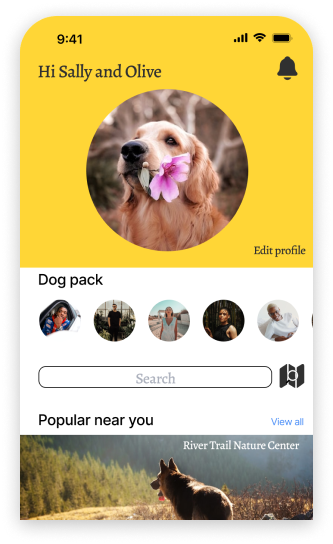 9:41
Hi Sally and Olive
Edit profile
Dog pack
Search
Popular near you
View all
River Trail Nature Center